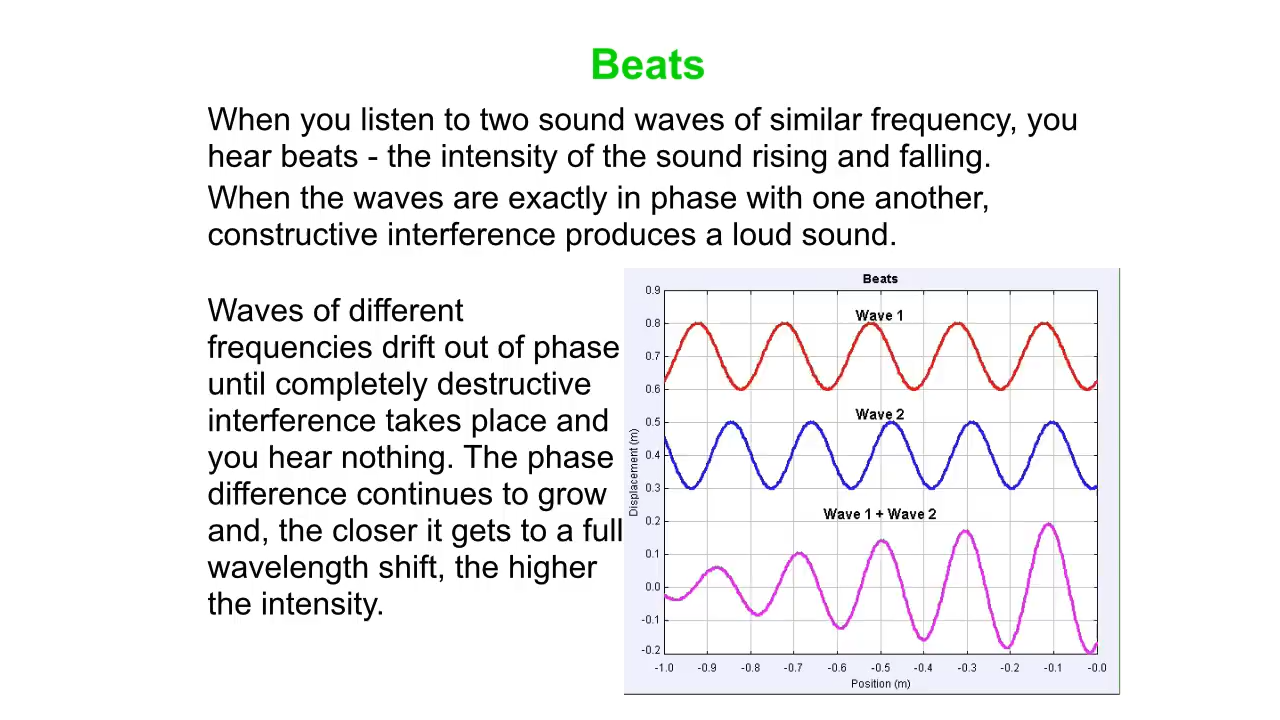 Beats
When you listen to two sound waves of similar frequency, you
hear beats - the intensity of the sound rising and falling.
When the waves are exactly in phase with one another,
constructive interference produces a loud sound.
Waves of different
frequencies drift out of phase
until completely destructive
interference takes place and
you hear nothing. The phase
difference continues to grow
and, the closer it gets to a full
wavelength shift, the higher
the intensity.
Beats
0.9
0.8
0.7
0.6
0.5
0.4
0.3
0.2
0.1
0.0
-0.1
-0.2
Displacement (m)
Wave 1
Wave 2
Wave 1 + Wave 2
-1.0 -0.9 -0.8 -0.7 -0.6 -0.5 -0.4 -0.3 -0.2 -0.1 -0.0
Position (m)